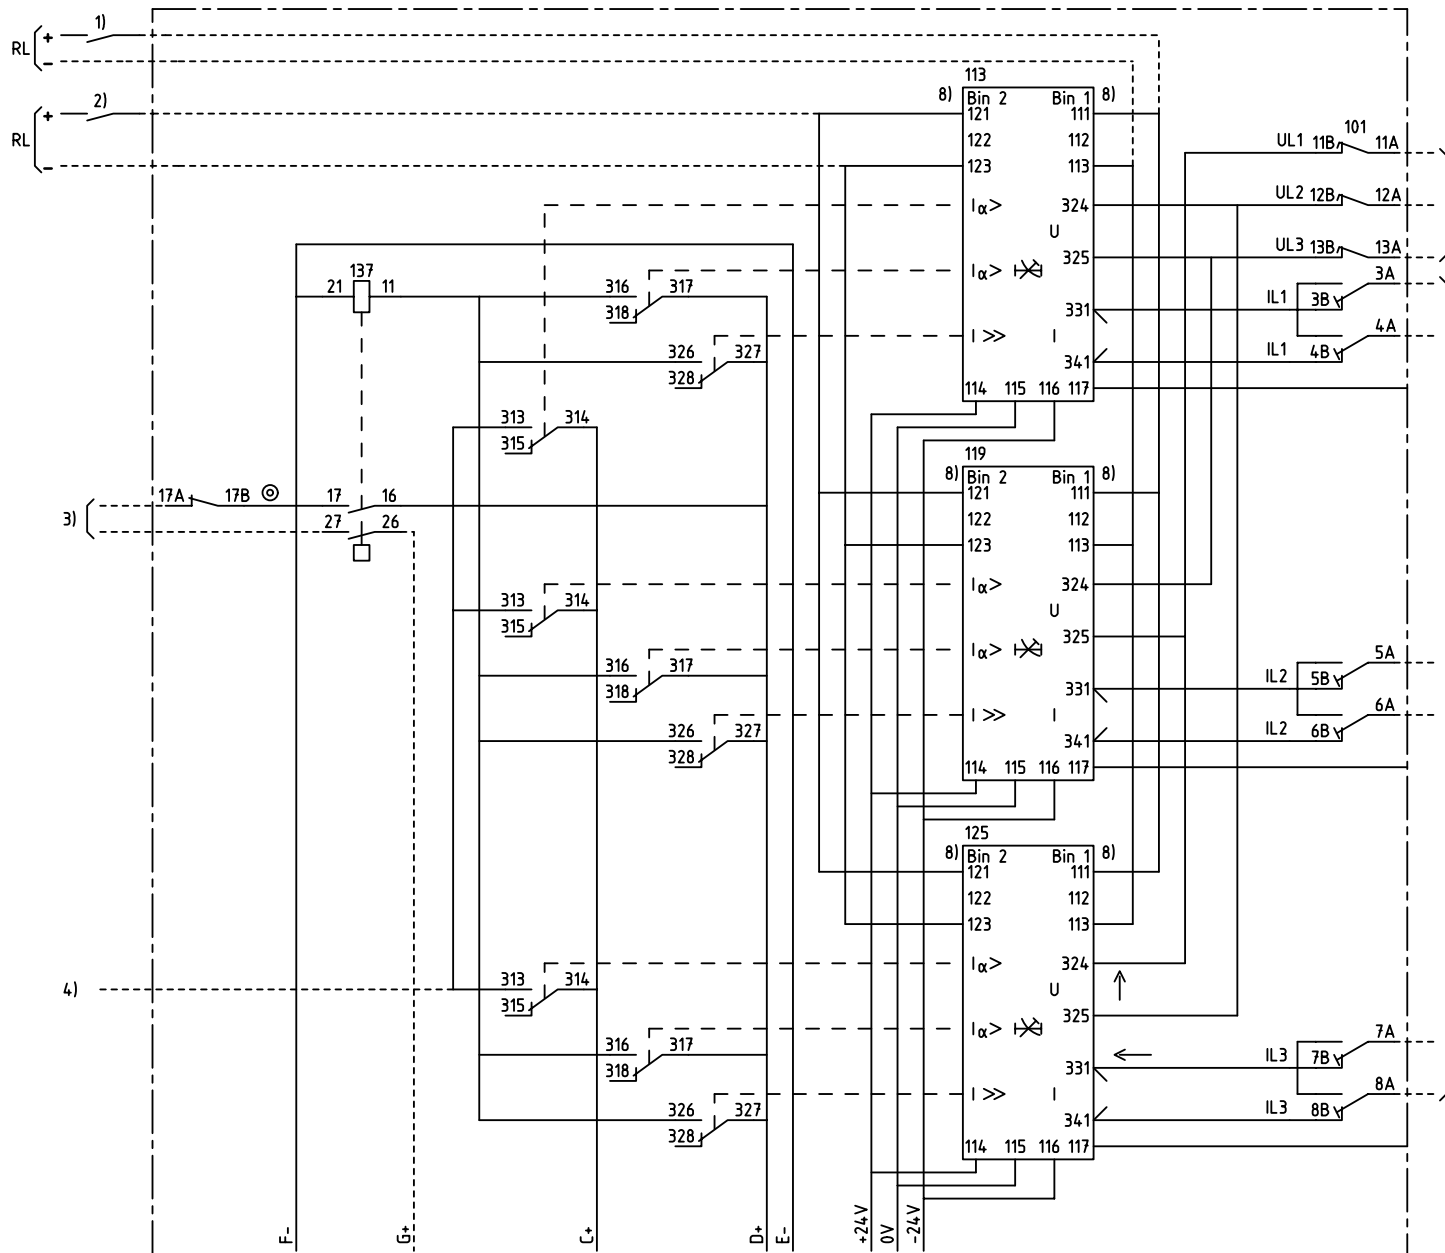 1)
RL + -
2)
RL + -
113
8) Bin 2 Bin 1 8)
121 111
122 112
123 113
Iα> 324
U
Iα> 325
331
I >> I
341
114 115 116 117
101
UL1 11B 11A
UL2 12B 12A
UL3 13B 13A
3A
IL1 3B
4A
IL1 4B
137
21 11
316 317
318
326 327
328
313 314
315
17A 17B 17 16
3)
27 26
119
8) Bin 2 Bin 1 8)
121 111
122 112
123 113
Iα> 324
U
Iα> 325
331
I >> I
341
114 115 116 117
313 314
315
316 317
318
326 327
328
5A
IL2 5B
6A
IL2 6B
125
8) Bin 2 Bin 1 8)
121 111
122 112
123 113
Iα> 324
U
Iα> 325
331
I >> I
341
114 115 116 117
4)
313 314
315
316 317
318
326 327
328
7A
IL3 7B
8A
IL3 8B
F- G+ C+ D+ E- +24V 0V -24V